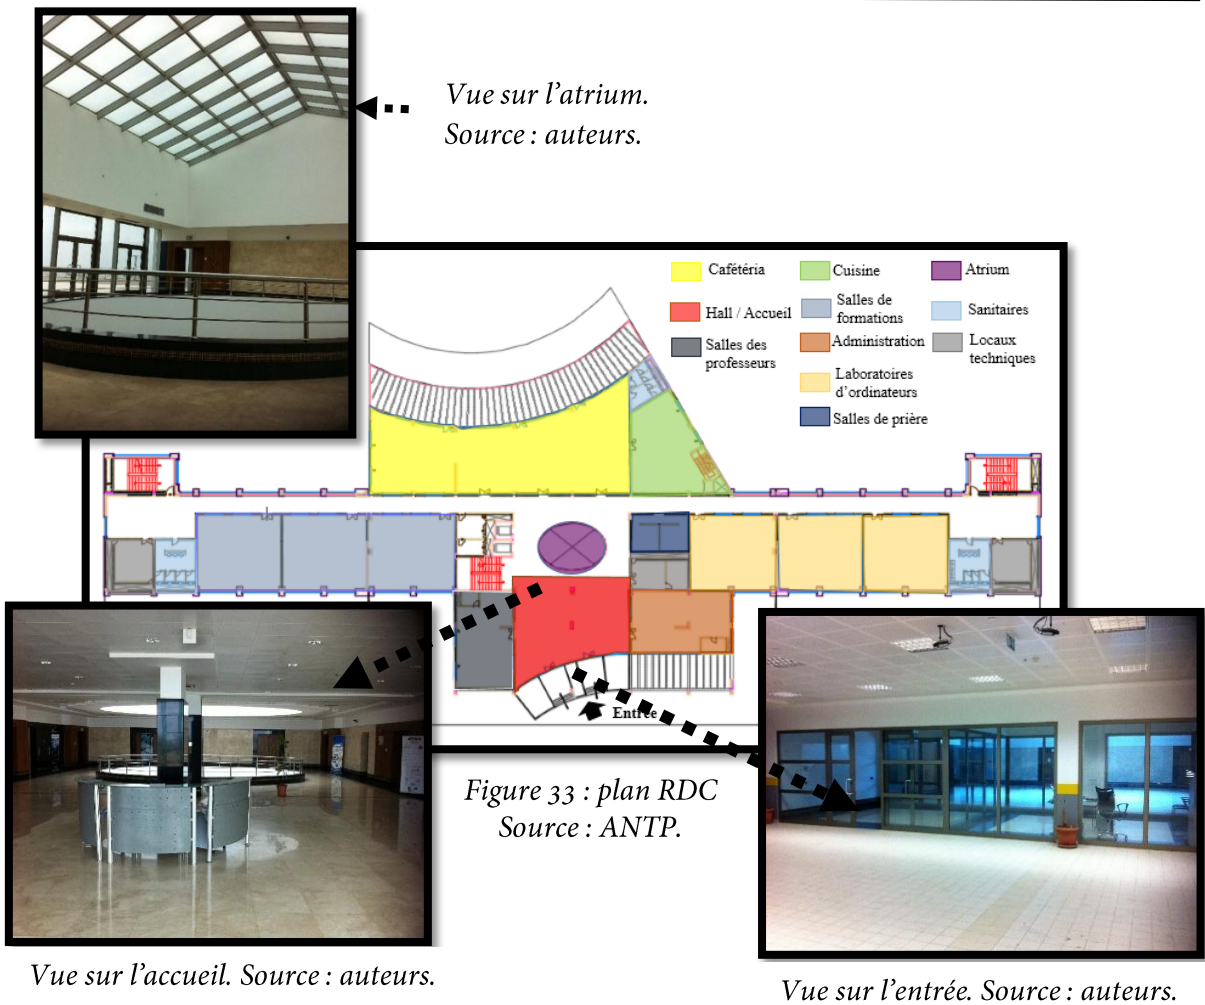 Vue sur l'atrium.
Source : auteurs.
Cafétéria
Cuisine
Atrium
Hall / Accueil
Salles de
formations
Sanitaires
Salles des
professeurs
Administration
Locaux
techniques
Laboratoires
d'ordinateurs
Salles de prière
Entrée
Figure 33 : plan RDC
Source : ANTP.
Vue sur l'accueil. Source : auteurs.
Vue sur l'entrée. Source : auteurs.